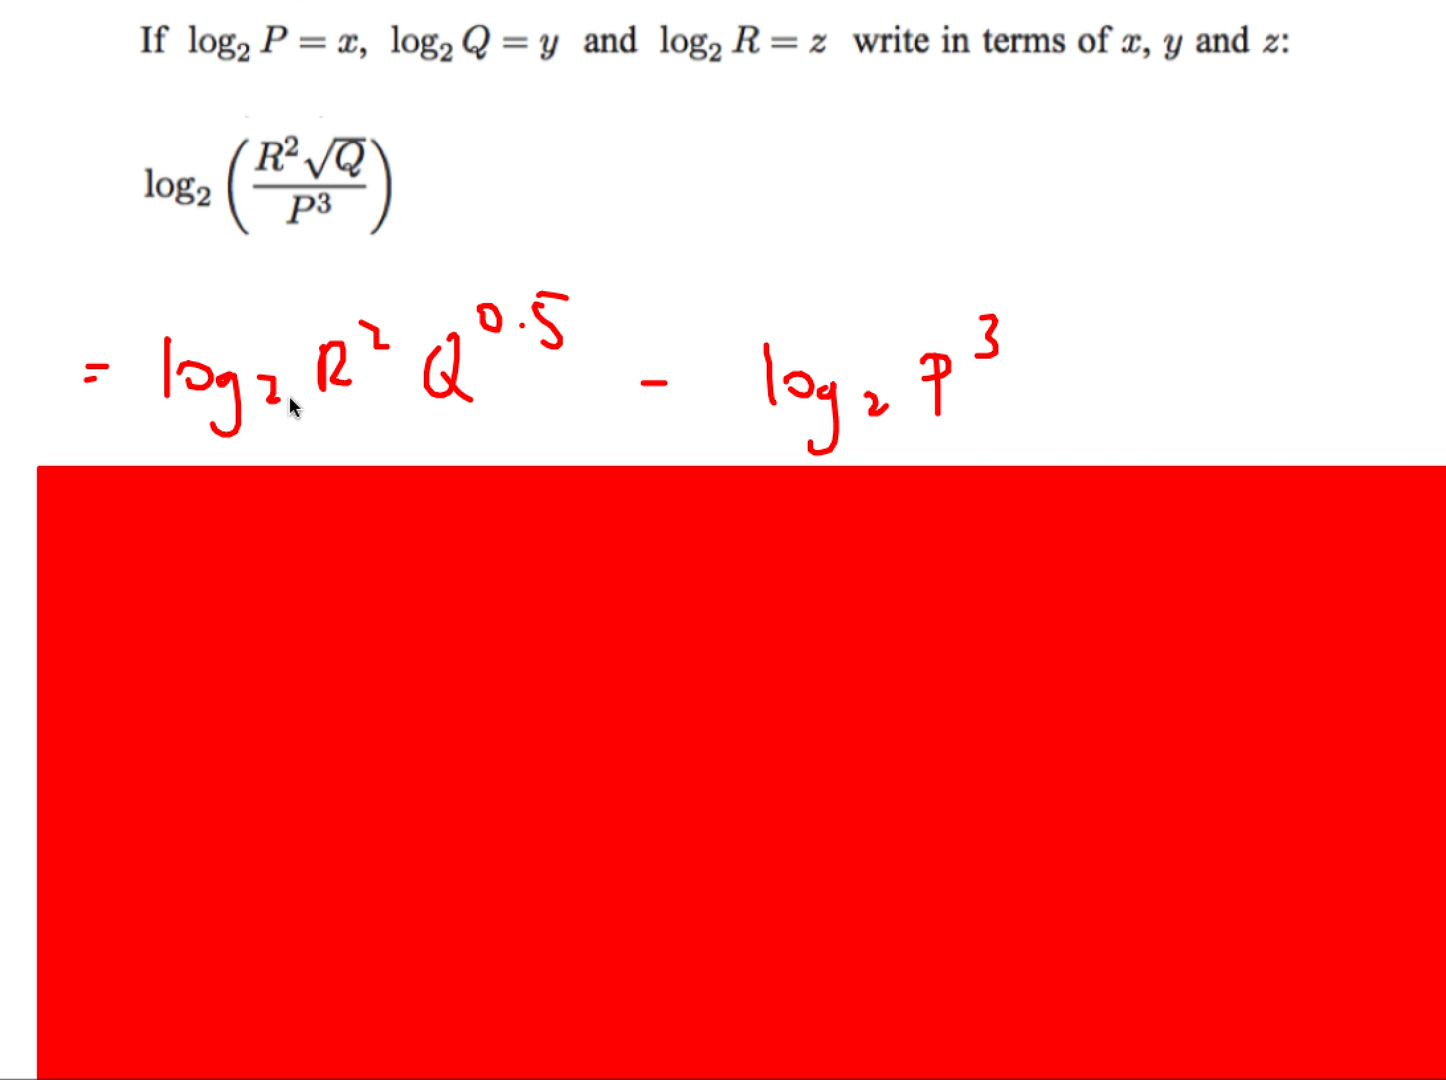 If log₂ P = x, log₂ Q = y and log₂ R = z write in terms of x, y and z:
log₂ (R²√Q / P³)
= log₂ R² Q^0.5 - log₂ P³